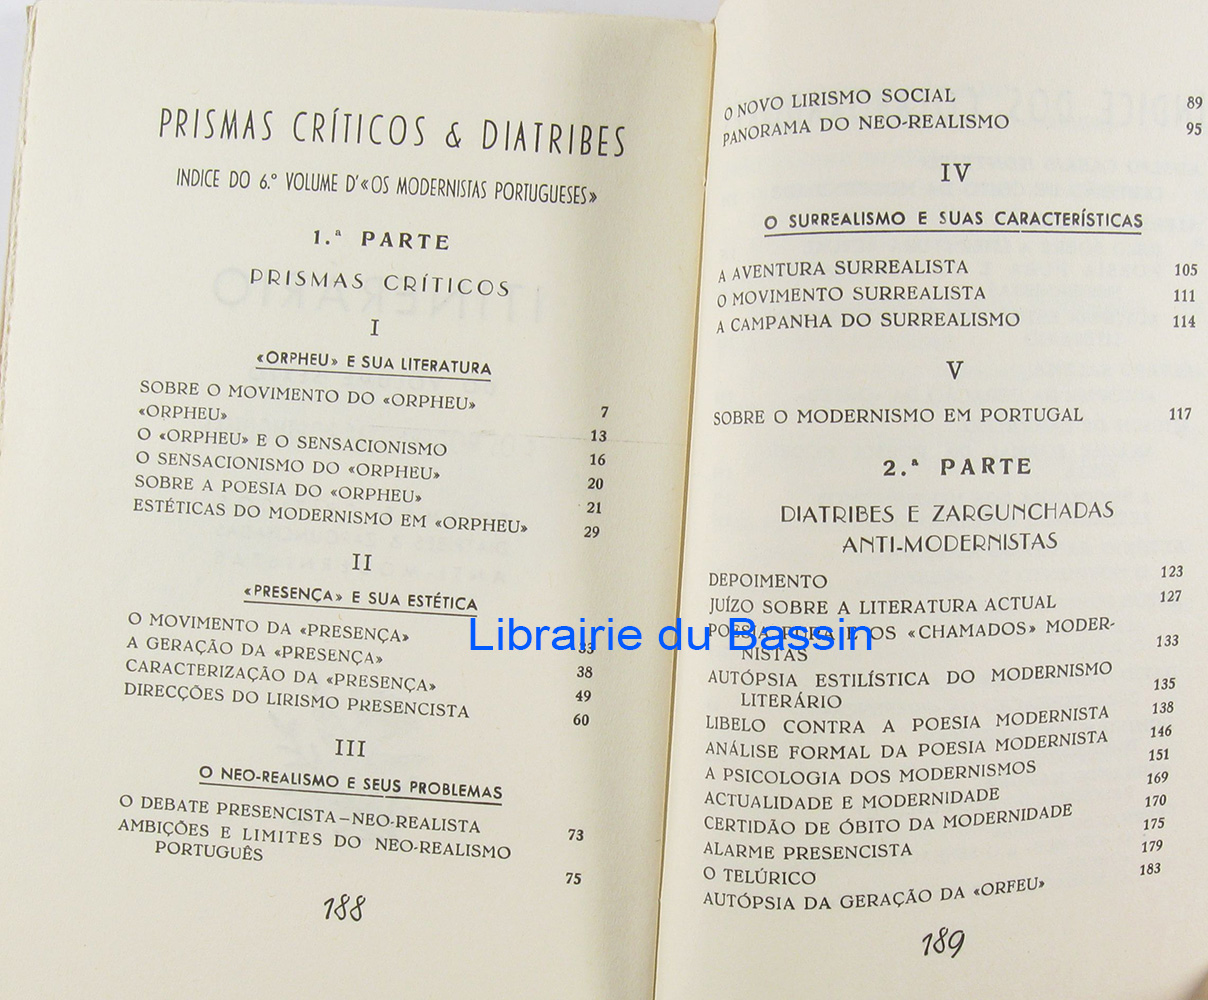 PRISMAS CRÍTICOS & DIATRIBES
INDICE DO 6.º VOLUME D'«OS MODERNISTAS PORTUGUESES»
1.ª PARTE
PRISMAS CRÍTICOS
I
«ORPHEU» E SUA LITERATURA
SOBRE O MOVIMENTO DO «ORPHEU» 7
«ORPHEU» 13
O «ORPHEU» E O SENSACIONISMO 16
O SENSACIONISMO DO «ORPHEU» 20
SOBRE A POESIA DO «ORPHEU» 21
ESTÉTICAS DO MODERNISMO EM «ORPHEU» 29
II
«PRESENÇA» E SUA ESTÉTICA
O MOVIMENTO DA «PRESENÇA» 33
A GERAÇÃO DA «PRESENÇA» 38
CARACTERIZAÇÃO DA «PRESENÇA» 49
DIRECÇÕES DO LIRISMO PRESENCISTA 60
III
O NEO-REALISMO E SEUS PROBLEMAS
O DEBATE PRESENCISTA–NEO-REALISTA 73
AMBIÇÕES E LIMITES DO NEO-REALISMO
PORTUGUÊS 75
188
O NOVO LIRISMO SOCIAL 89
PANORAMA DO NEO-REALISMO 95
IV
O SURREALISMO E SUAS CARACTERÍSTICAS
A AVENTURA SURREALISTA 105
O MOVIMENTO SURREALISTA 111
A CAMPANHA DO SURREALISMO 114
V
SOBRE O MODERNISMO EM PORTUGAL 117
2.ª PARTE
DIATRIBES E ZARGUNCHADAS
ANTI-MODERNISTAS
DEPOIMENTO 123
JUÍZO SOBRE A LITERATURA ACTUAL 127
POESIA PURA E OS «CHAMADOS» MODER-
NISTAS 133
AUTÓPSIA ESTILÍSTICA DO MODERNISMO
LITERÁRIO 135
LIBELO CONTRA A POESIA MODERNISTA 138
ANÁLISE FORMAL DA POESIA MODERNISTA 146
A PSICOLOGIA DOS MODERNISMOS 151
ACTUALIDADE E MODERNIDADE 169
CERTIDÃO DE ÓBITO DA MODERNIDADE 170
ALARME PRESENCISTA 175
O TELÚRICO 179
AUTÓPSIA DA GERAÇÃO DA «ORFEU» 183
189
Librairie du Bassin